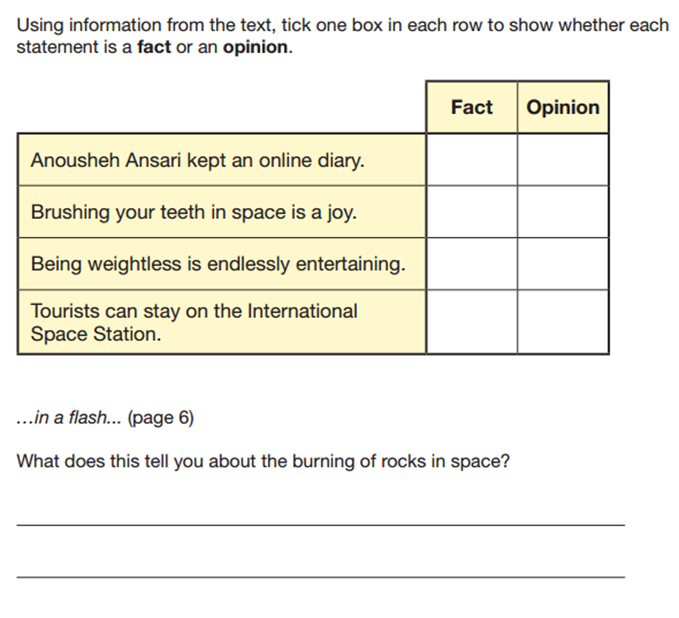 Using information from the text, tick one box in each row to show whether each
statement is a fact or an opinion.
Fact Opinion
Anousheh Ansari kept an online diary.
Brushing your teeth in space is a joy.
Being weightless is endlessly entertaining.
Tourists can stay on the International
Space Station.
...in a flash... (page 6)
What does this tell you about the burning of rocks in space?